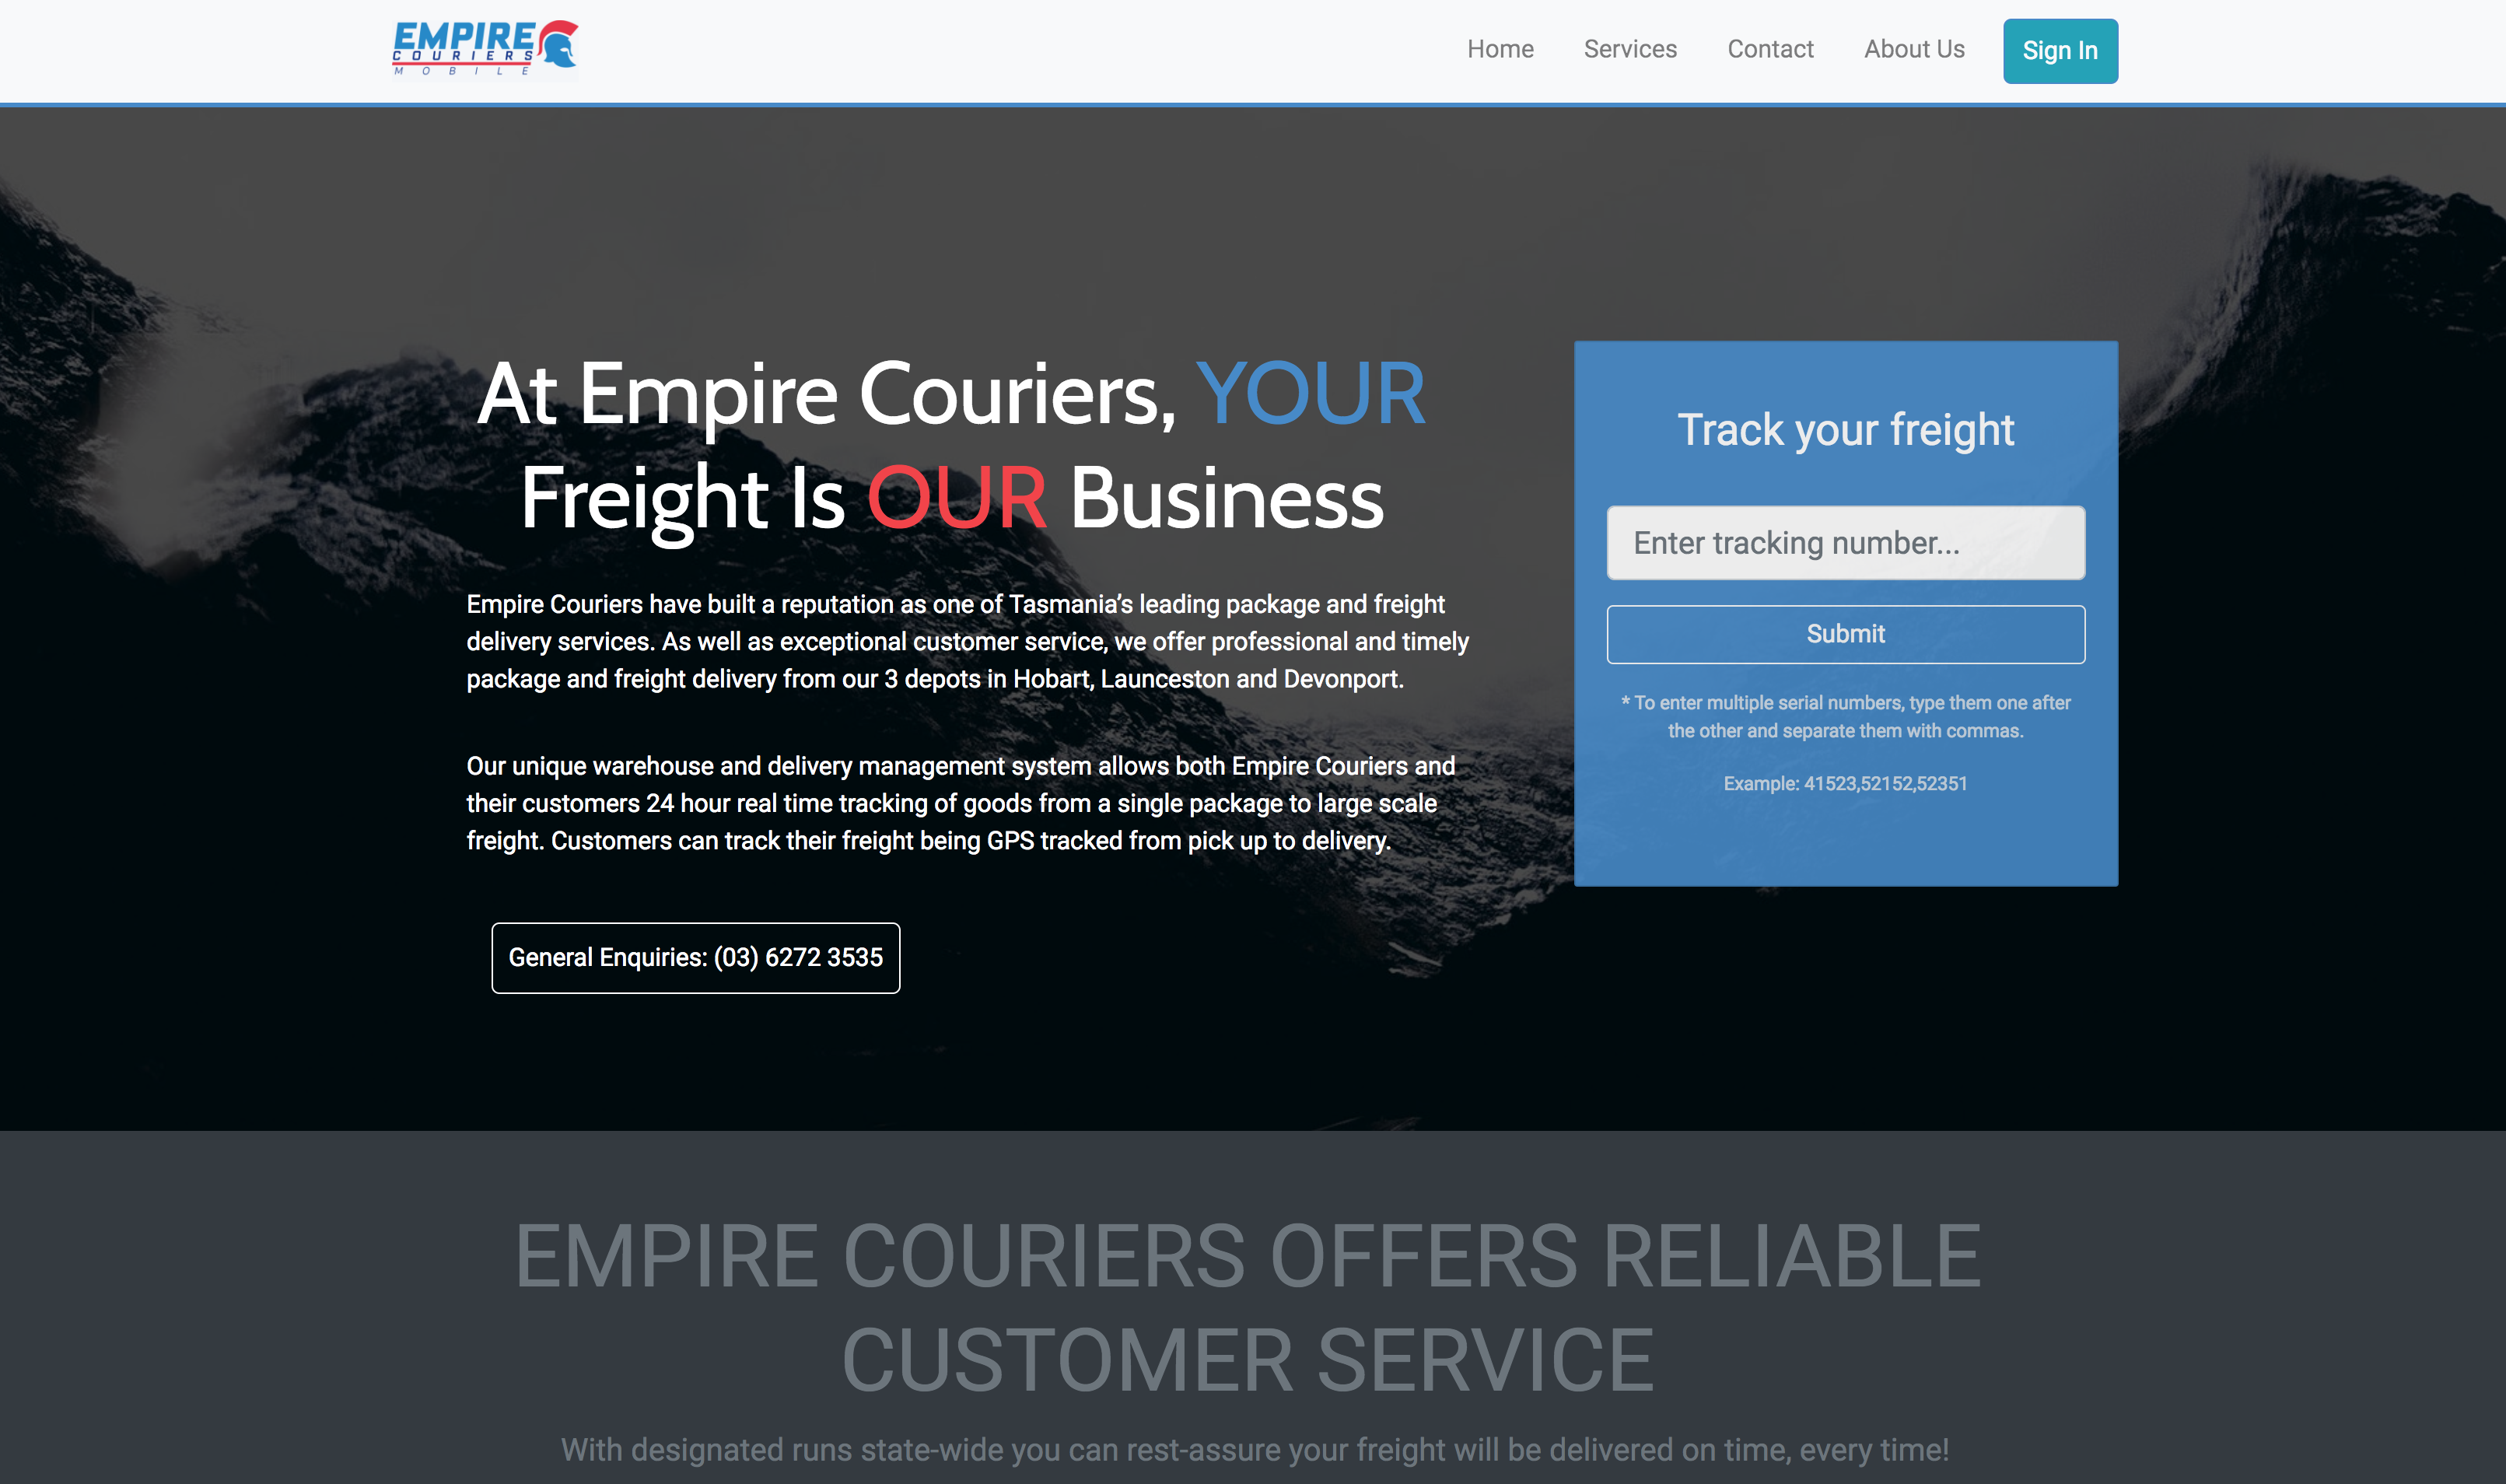 EMPIRE
COURIERS
MOBILE
Home Services Contact About Us Sign In
At Empire Couriers, YOUR
Freight Is OUR Business
Empire Couriers have built a reputation as one of Tasmania’s leading package and freight
delivery services. As well as exceptional customer service, we offer professional and timely
package and freight delivery from our 3 depots in Hobart, Launceston and Devonport.
Our unique warehouse and delivery management system allows both Empire Couriers and
their customers 24 hour real time tracking of goods from a single package to large scale
freight. Customers can track their freight being GPS tracked from pick up to delivery.
General Enquiries: (03) 6272 3535
Track your freight
Enter tracking number...
Submit
* To enter multiple serial numbers, type them one after
the other and separate them with commas.
Example: 41523,52152,52351
EMPIRE COURIERS OFFERS RELIABLE
CUSTOMER SERVICE
With designated runs state-wide you can rest-assure your freight will be delivered on time, every time!